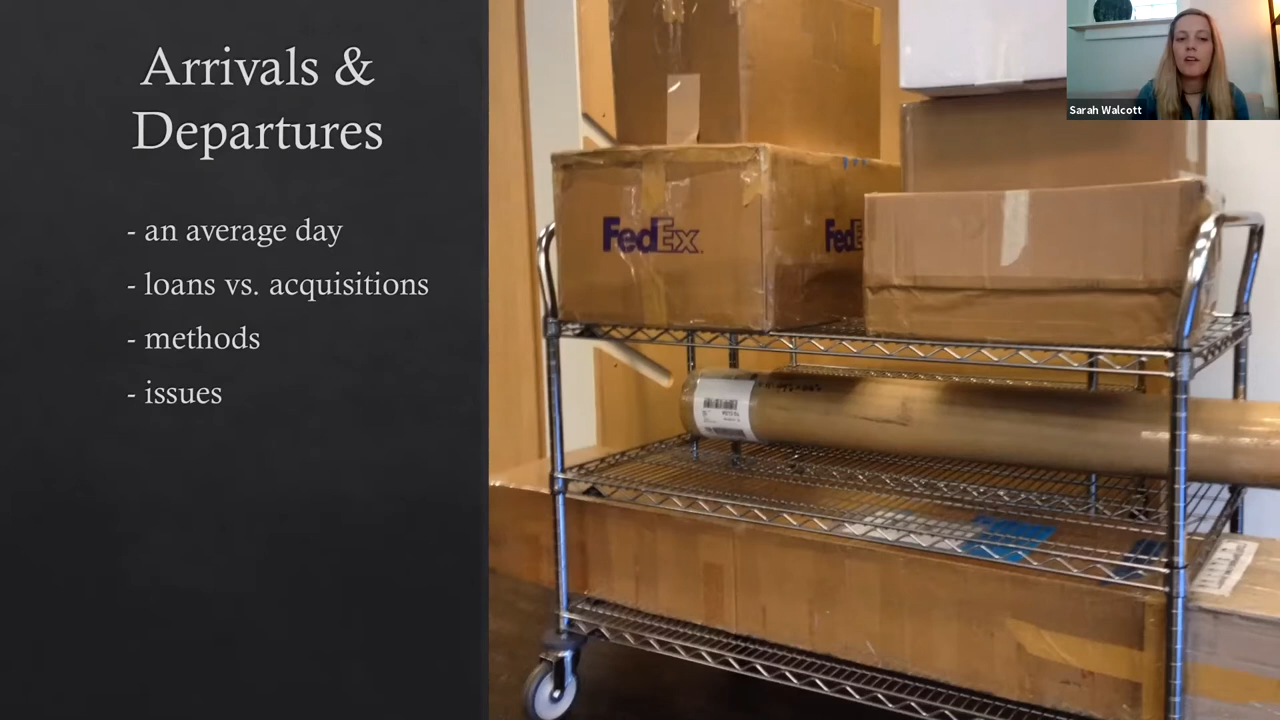 Arrivals &
Departures
- an average day
- loans vs. acquisitions
- methods
- issues
FedEx
FedE
Sarah Walcott